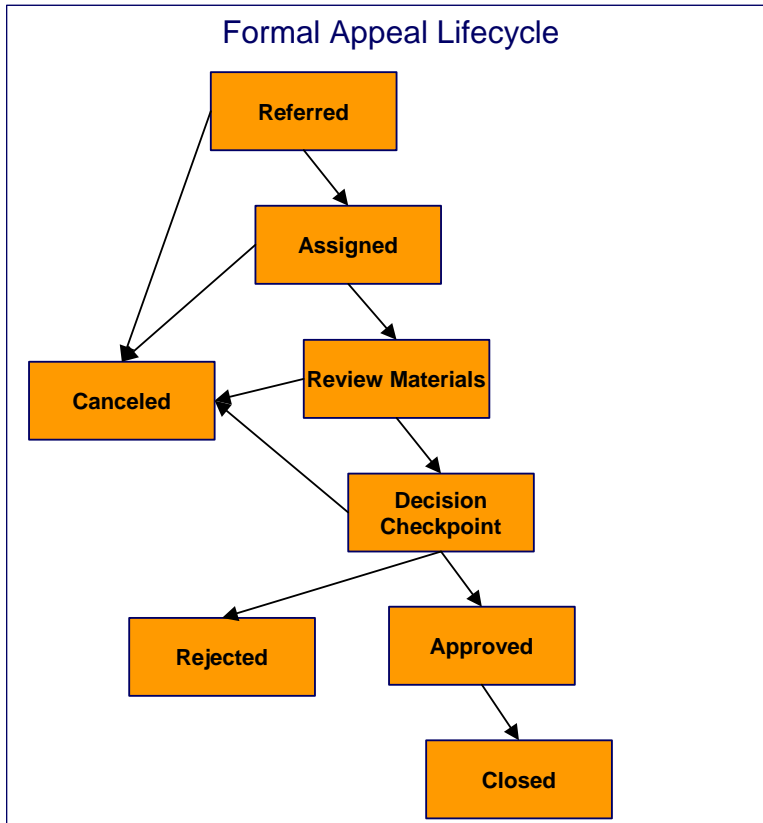 Formal Appeal Lifecycle
Referred
Assigned
Review Materials
Canceled
Decision
Checkpoint
Approved
Rejected
Closed